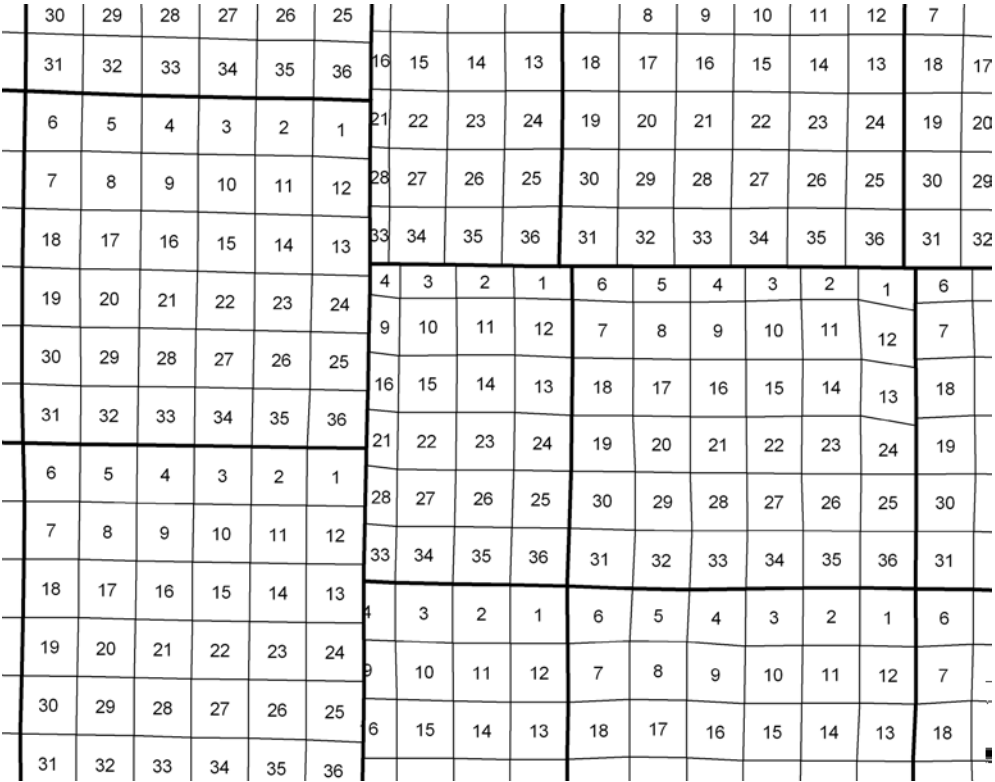 30 29 28 27 26 25 8 9 10 11 12 7
31 32 33 34 35 36 16 15 14 13 18 17 16 15 14 13 18 17
6 5 4 3 2 1 21 22 23 24 19 20 21 22 23 24 19 20
7 8 9 10 11 12 28 27 26 25 30 29 28 27 26 25 30 29
18 17 16 15 14 13 33 34 35 36 31 32 33 34 35 36 31 32
19 20 21 22 23 24 4 3 2 1 6 5 4 3 2 1 6
30 29 28 27 26 25 9 10 11 12 7 8 9 10 11 12 7
31 32 33 34 35 36 16 15 14 13 18 17 16 15 14 13 18
6 5 4 3 2 1 21 22 23 24 19 20 21 22 23 24 19
7 8 9 10 11 12 28 27 26 25 30 29 28 27 26 25 30
18 17 16 15 14 13 33 34 35 36 31 32 33 34 35 36 31
19 20 21 22 23 24 4 3 2 1 6 5 4 3 2 1 6
30 29 28 27 26 25 9 10 11 12 7 8 9 10 11 12 7
31 32 33 34 35 36 6 15 14 13 18 17 16 15 14 13 18